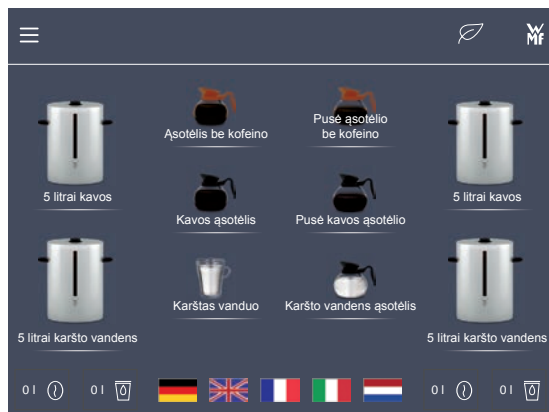 WMF
Ąsotėlis be kofeino
Pusė ąsotėlio
be kofeino
5 litrai kavos
Kavos ąsotėlis
Pusė kavos ąsotėlio
5 litrai kavos
Karštas vanduo
Karšto vandens ąsotėlis
5 litrai karšto vandens
5 litrai karšto vandens
0 l
0 l
0 l
0 l